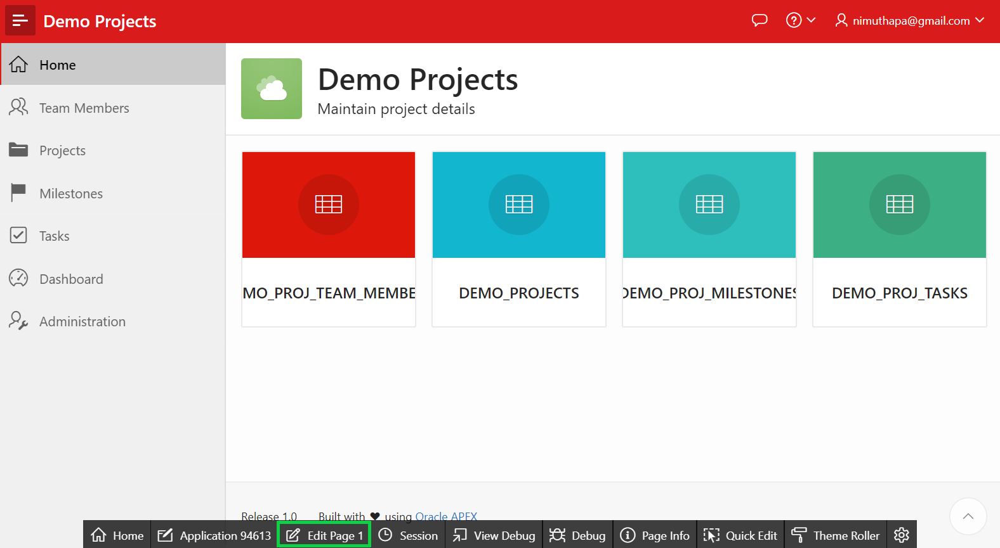 Demo Projects
nimuthapa@gmail.com
Home
Team Members
Projects
Milestones
Tasks
Dashboard
Administration
Demo Projects
Maintain project details
MO_PROJ_TEAM_MEMBE
DEMO_PROJECTS
DEMO_PROJ_MILESTONES
DEMO_PROJ_TASKS
Release 1.0 Built with ❤ using Oracle APEX
Home Application 94613 Edit Page 1 Session View Debug Debug Page Info Quick Edit Theme Roller